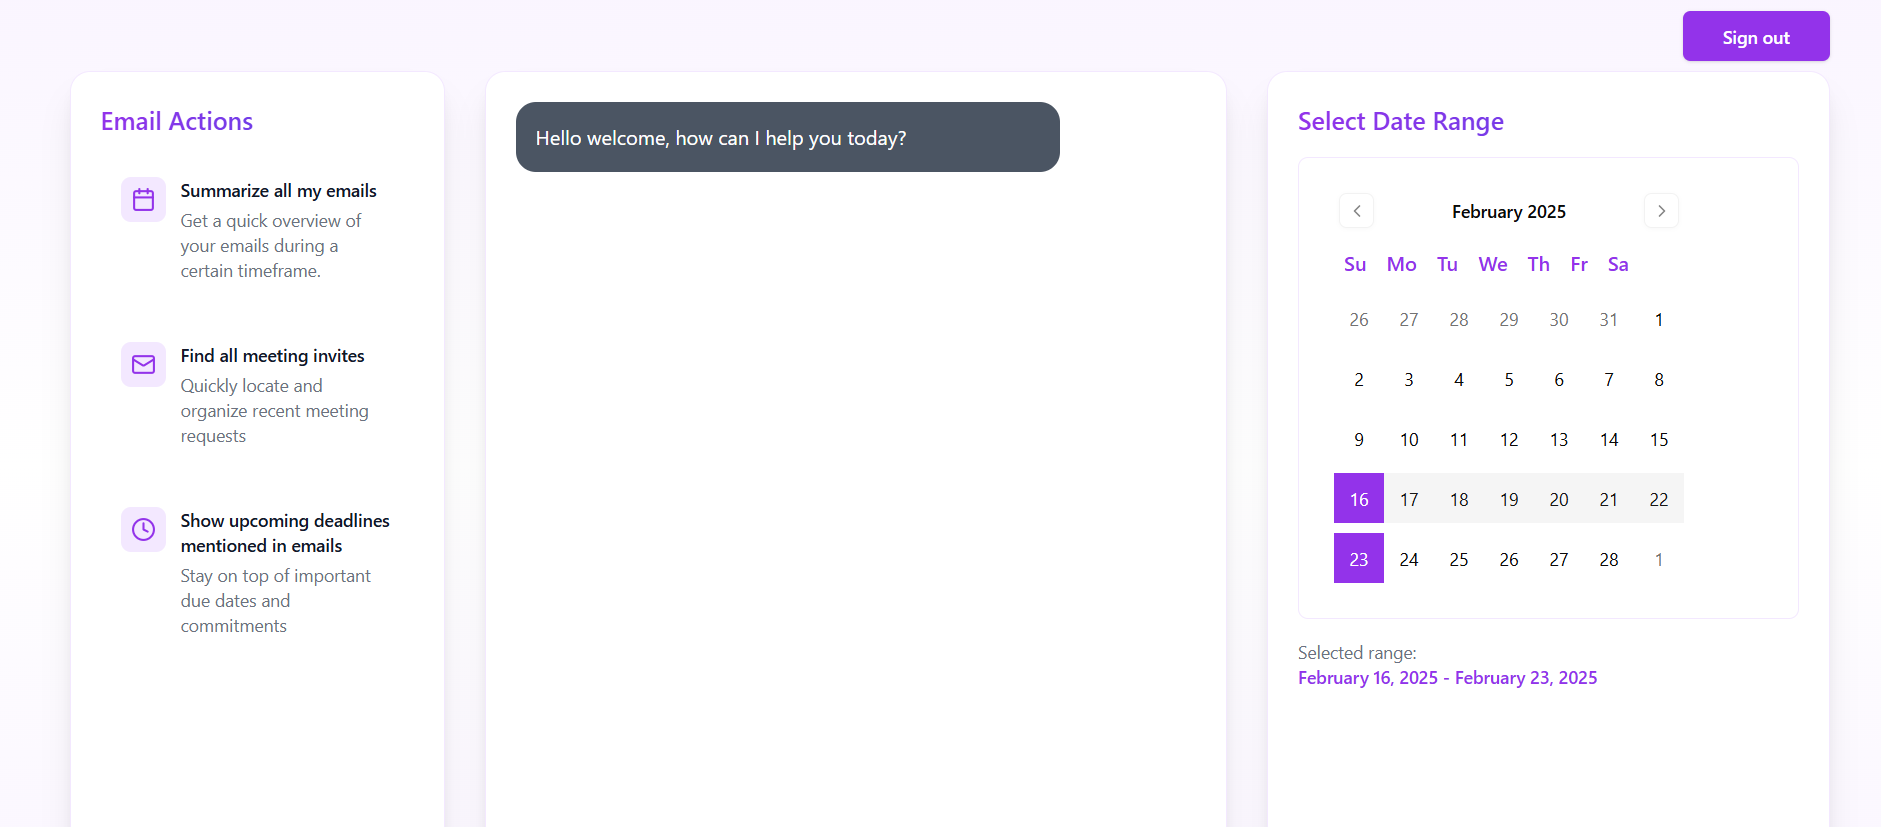 Sign out
Email Actions
Summarize all my emails
Get a quick overview of
your emails during a
certain timeframe.
Find all meeting invites
Quickly locate and
organize recent meeting
requests
Show upcoming deadlines
mentioned in emails
Stay on top of important
due dates and
commitments
Hello welcome, how can I help you today?
Select Date Range
February 2025
Su Mo Tu We Th Fr Sa
26 27 28 29 30 31 1
2 3 4 5 6 7 8
9 10 11 12 13 14 15
16 17 18 19 20 21 22
23 24 25 26 27 28 1
Selected range:
February 16, 2025 - February 23, 2025